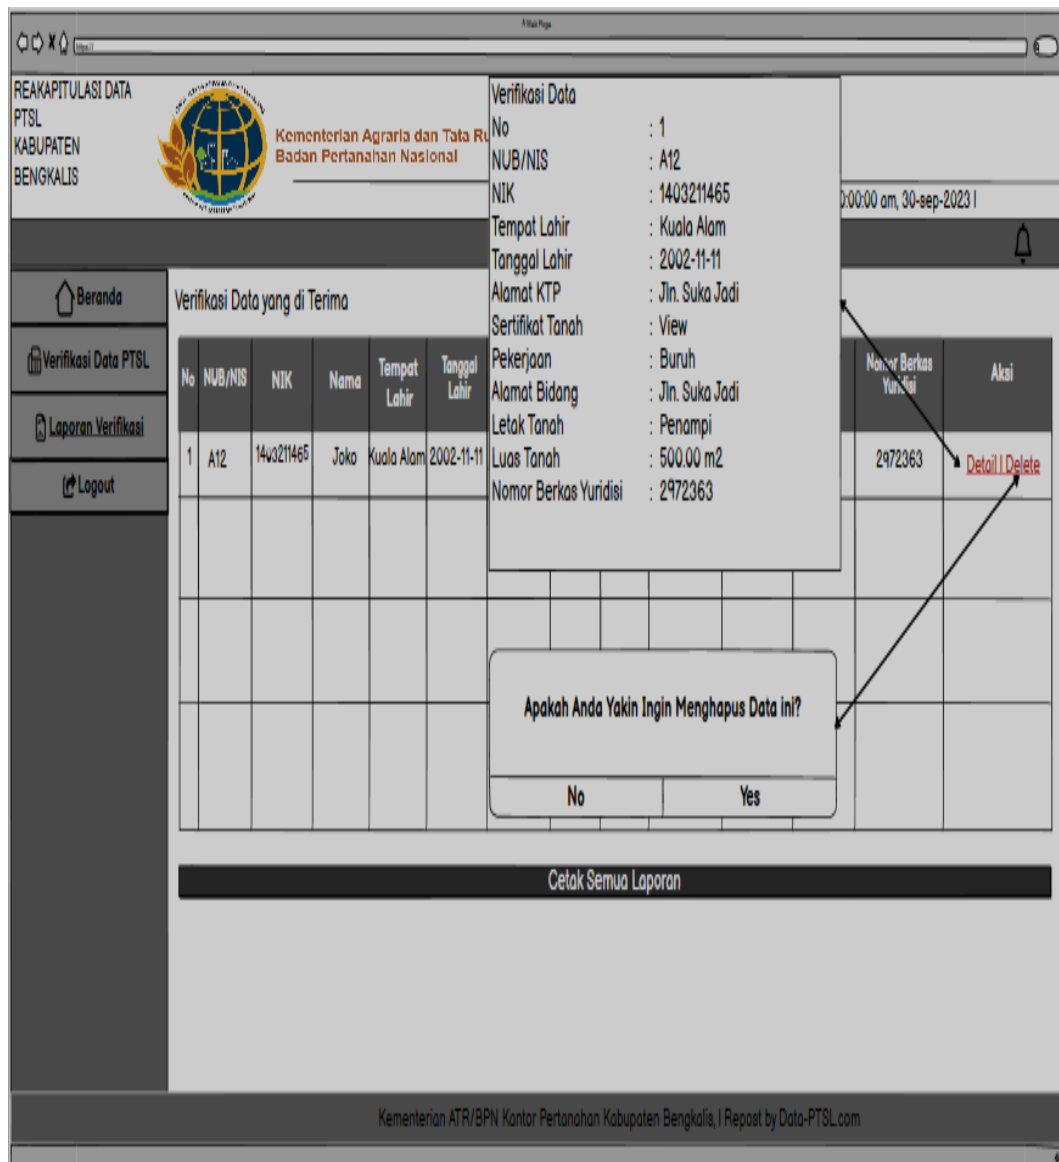 A Web Page
https://
REAKAPITULASI DATA
PTSL
KABUPATEN
BENGKALIS
Kementerian Agraria dan Tata Ru
Badan Pertanahan Nasional
0:00:00 am, 30-sep-2023 |
Beranda
Verifikasi Data PTSL
Laporan Verifikasi
Logout
Verifikasi Data yang di Terima
No NUB/NIS NIK Nama Tempat Lahir Tanggal Lahir Nomor Berkas Yuridisi Aksi
1 A12 1403211465 Joko Kuala Alam 2002-11-11 2972363 Detail | Delete
Verifikasi Data
No : 1
NUB/NIS : A12
NIK : 1403211465
Tempat Lahir : Kuala Alam
Tanggal Lahir : 2002-11-11
Alamat KTP : Jln. Suka Jadi
Sertifikat Tanah : View
Pekerjaan : Buruh
Alamat Bidang : Jln. Suka Jadi
Letak Tanah : Penampi
Luas Tanah : 500.00 m2
Nomor Berkas Yuridisi : 2972363
Apakah Anda Yakin Ingin Menghapus Data ini?
No Yes
Cetak Semua Laporan
Kementerian ATR/BPN Kantor Pertanahan Kabupaten Bengkalis, | Repost by Data-PTSL.com